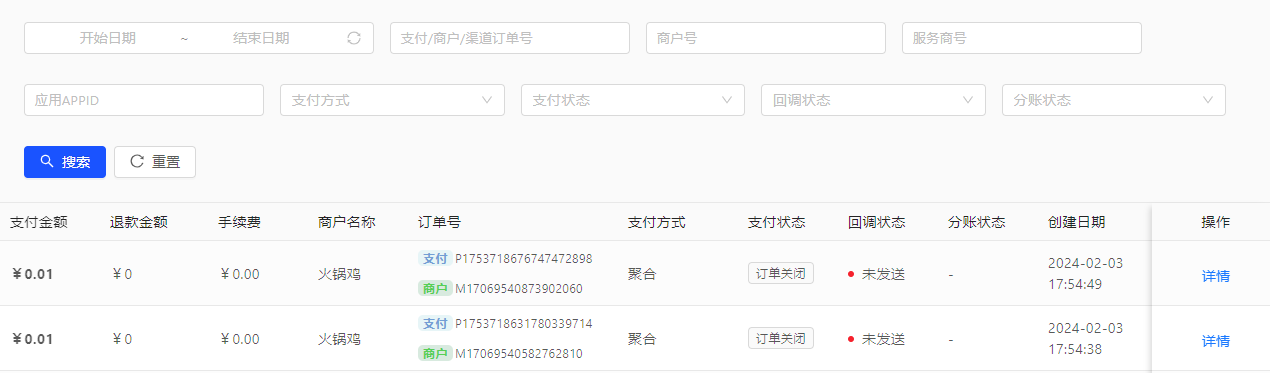 开始日期 ~ 结束日期 支付/商户/渠道订单号 商户号 服务商号
应用APPID 支付方式 支付状态 回调状态 分账状态
搜索 重置
支付金额 退款金额 手续费 商户名称 订单号 支付方式 支付状态 回调状态 分账状态 创建日期 操作
￥0.01 ￥0 ￥0.00 火锅鸡 支付 P1753718676747472898 聚合 订单关闭 未发送 - 2024-02-03 详情
商户 M17069540873902060 17:54:49
￥0.01 ￥0 ￥0.00 火锅鸡 支付 P1753718631780339714 聚合 订单关闭 未发送 - 2024-02-03 详情
商户 M17069540582762810 17:54:38